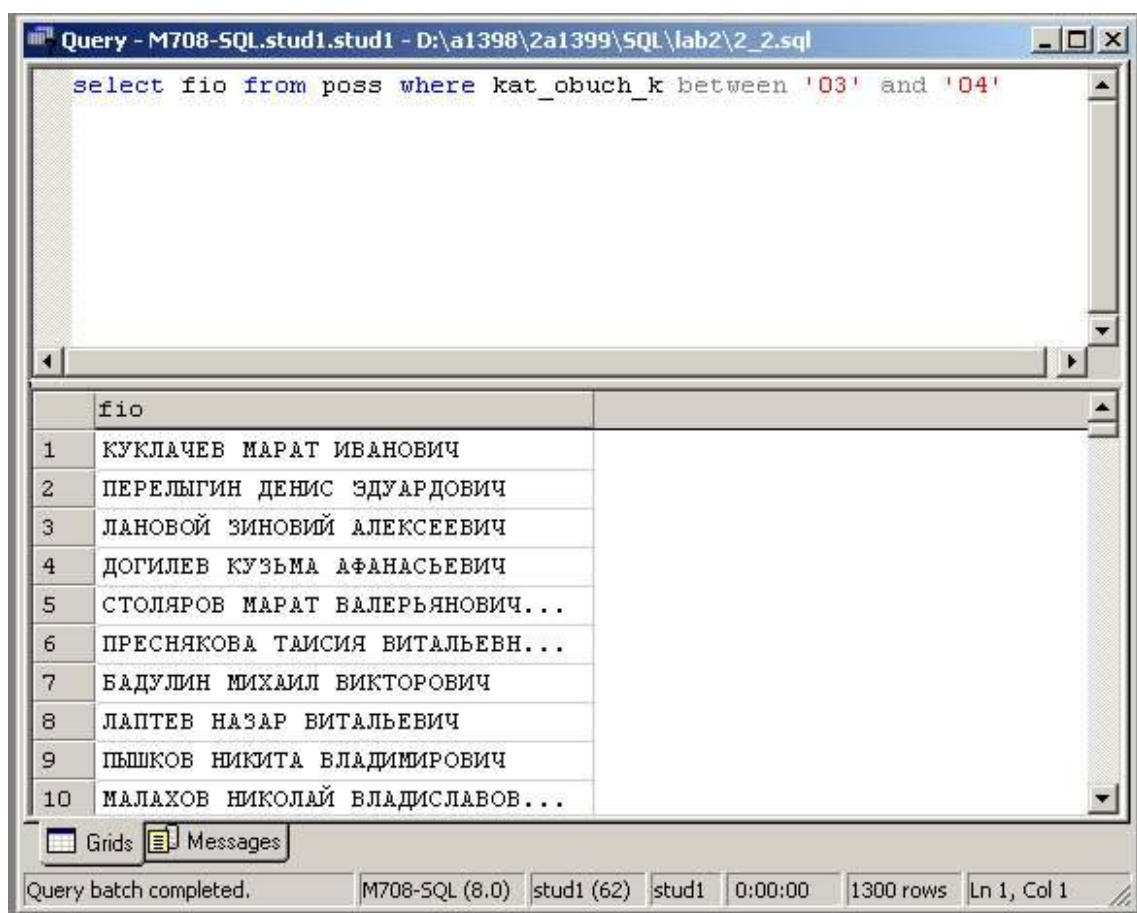 Query - M708-SQL.stud1.stud1 - D:\a1398\2a1399\SQL\lab2\2_2.sql
select fio from poss where kat_obuch_k between '03' and '04'
fio
1 КУКЛАЧЕВ МАРАТ ИВАНОВИЧ
2 ПЕРЕЛЫГИН ДЕНИС ЭДУАРДОВИЧ
3 ЛАНОВОЙ ЗИНОВИЙ АЛЕКСЕЕВИЧ
4 ДОГИЛЕВ КУЗЬМА АФАНАСЬЕВИЧ
5 СТОЛЯРОВ МАРАТ ВАЛЕРЬЯНОВИЧ...
6 ПРЕСНЯКОВА ТАИСИЯ ВИТАЛЬЕВН...
7 БАДУЛИН МИХАИЛ ВИКТОРОВИЧ
8 ЛАПТЕВ НАЗАР ВИТАЛЬЕВИЧ
9 ПЫШКОВ НИКИТА ВЛАДИМИРОВИЧ
10 МАЛАХОВ НИКОЛАЙ ВЛАДИСЛАВОВ...
Grids Messages
Query batch completed. M708-SQL (8.0) stud1 (62) stud1 0:00:00 1300 rows Ln 1, Col 1